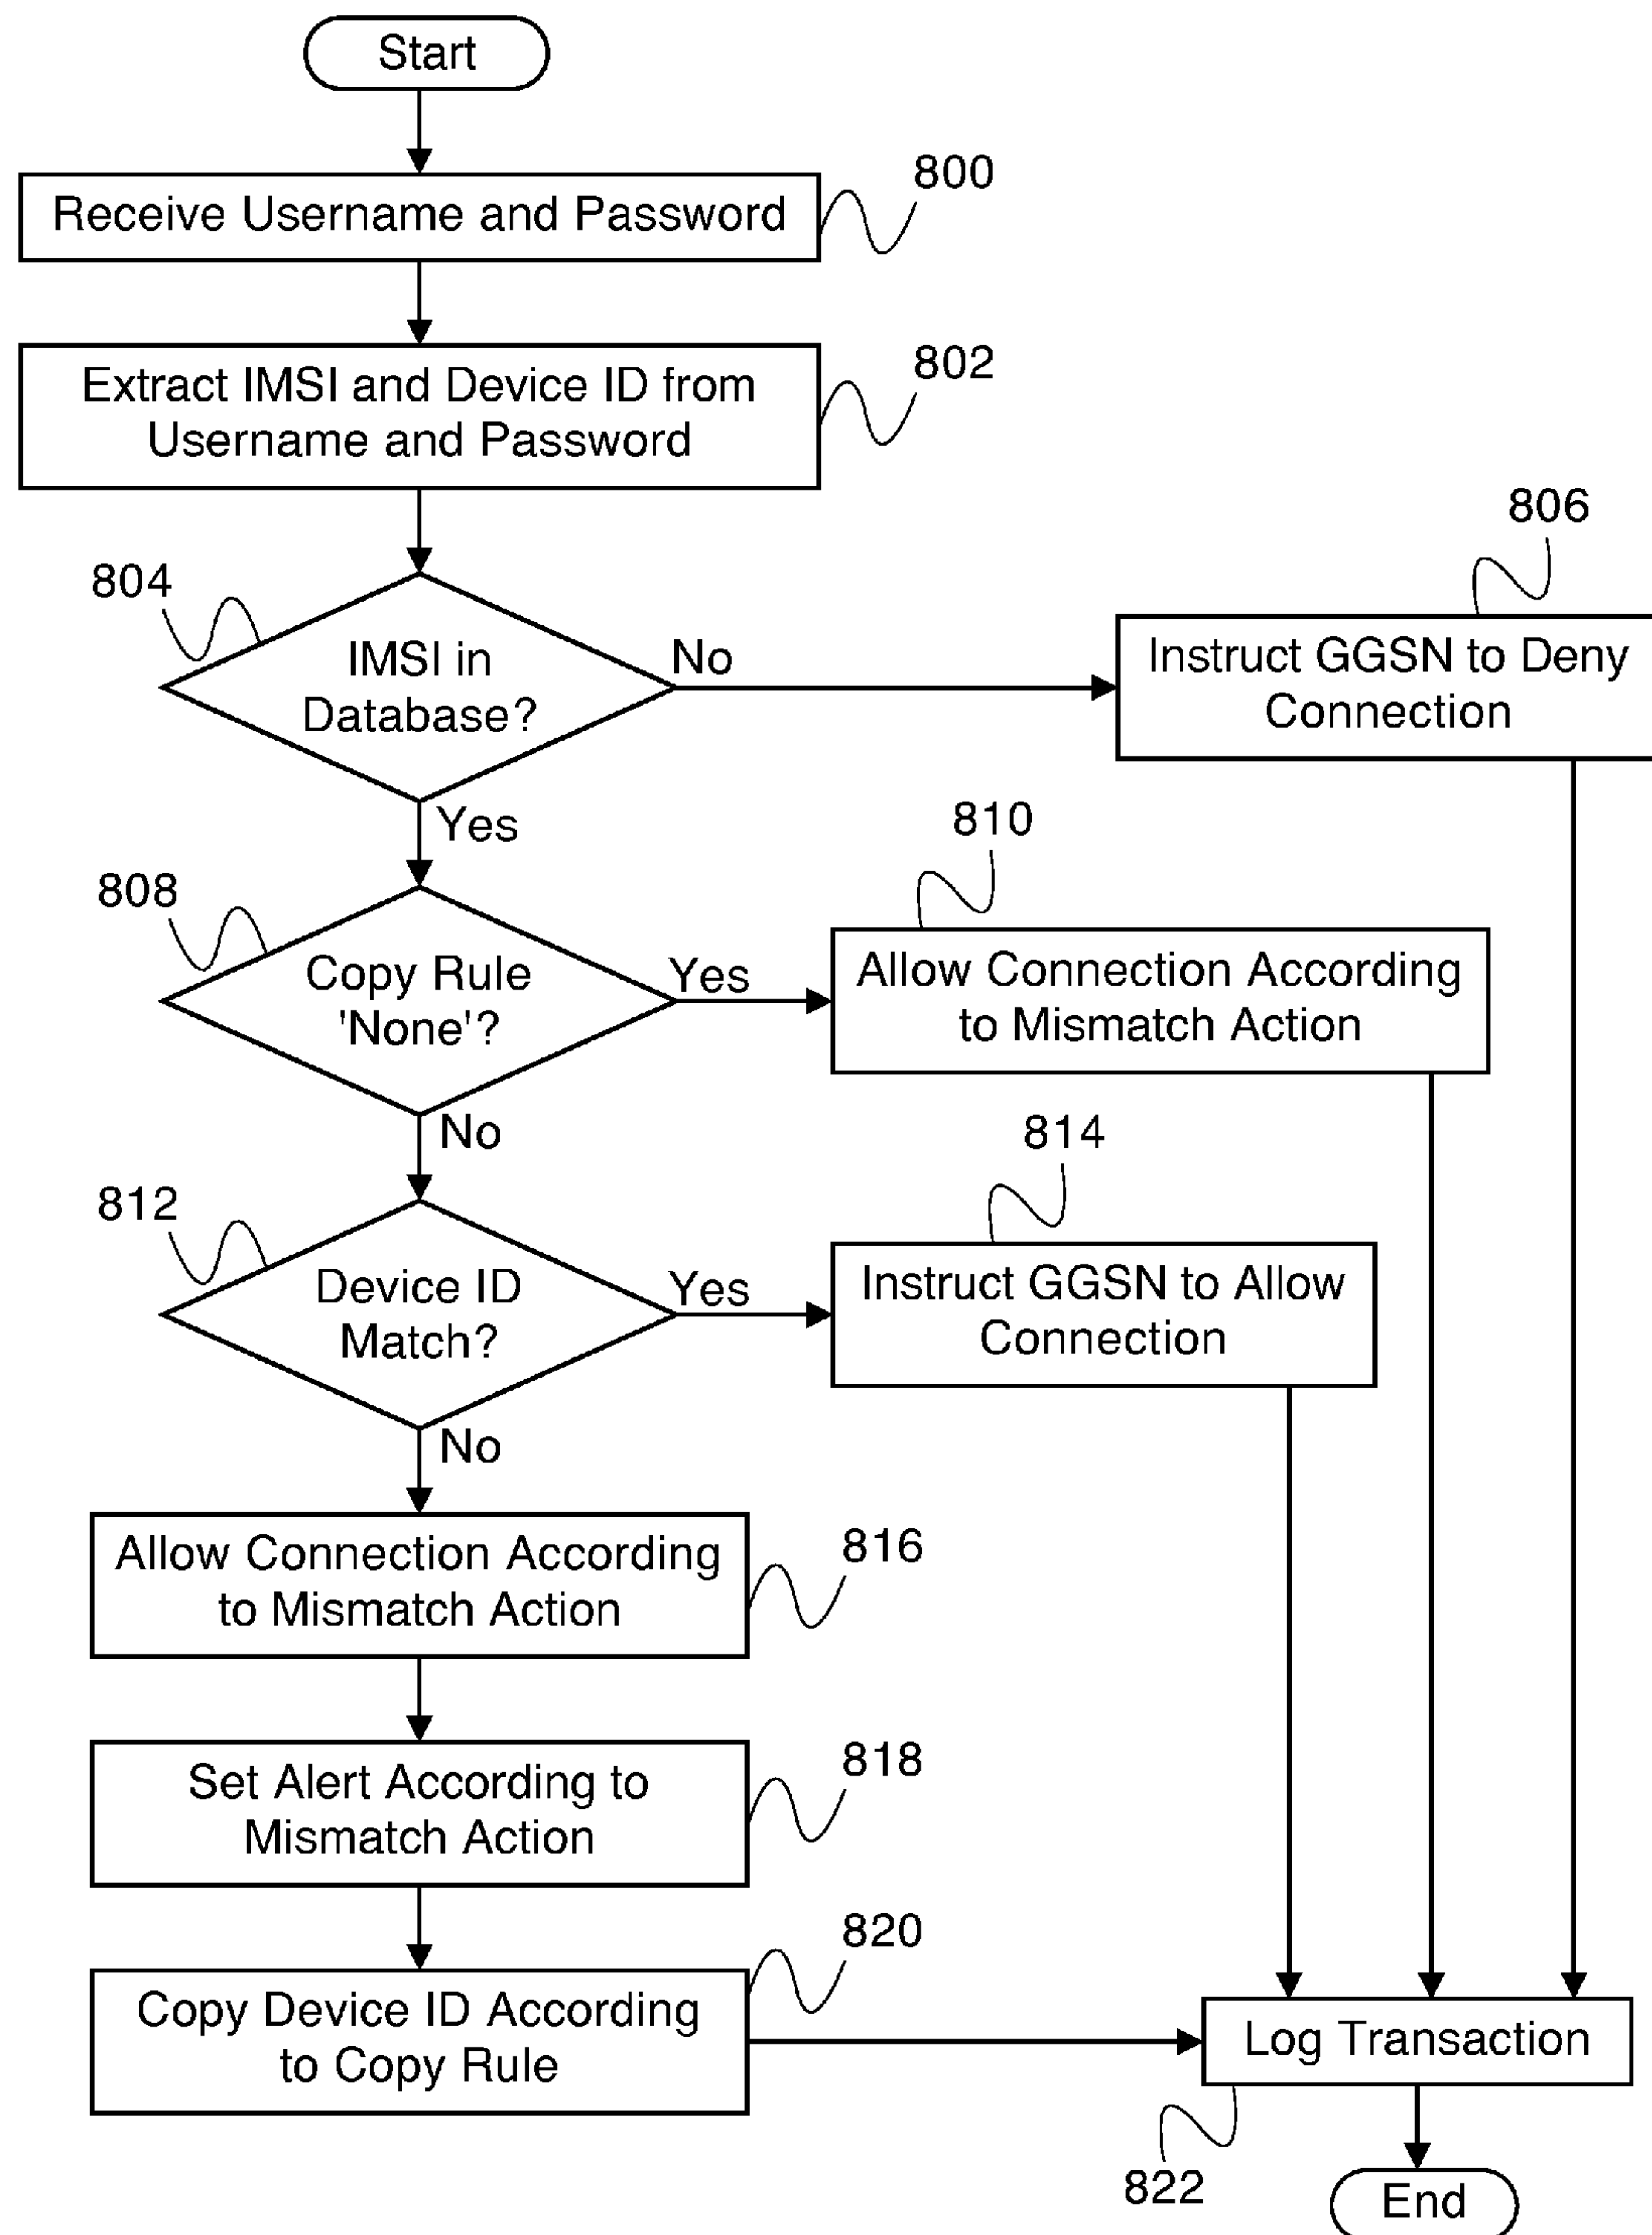 Start
800
Receive Username and Password
802
Extract IMSI and Device ID from
Username and Password
806
804
IMSI in
Database?
No
Instruct GGSN to Deny
Connection
Yes
810
808
Copy Rule
'None'?
Yes
Allow Connection According
to Mismatch Action
No
814
812
Device ID
Match?
Yes
Instruct GGSN to Allow
Connection
No
816
Allow Connection According
to Mismatch Action
818
Set Alert According to
Mismatch Action
820
Copy Device ID According
to Copy Rule
Log Transaction
822
End